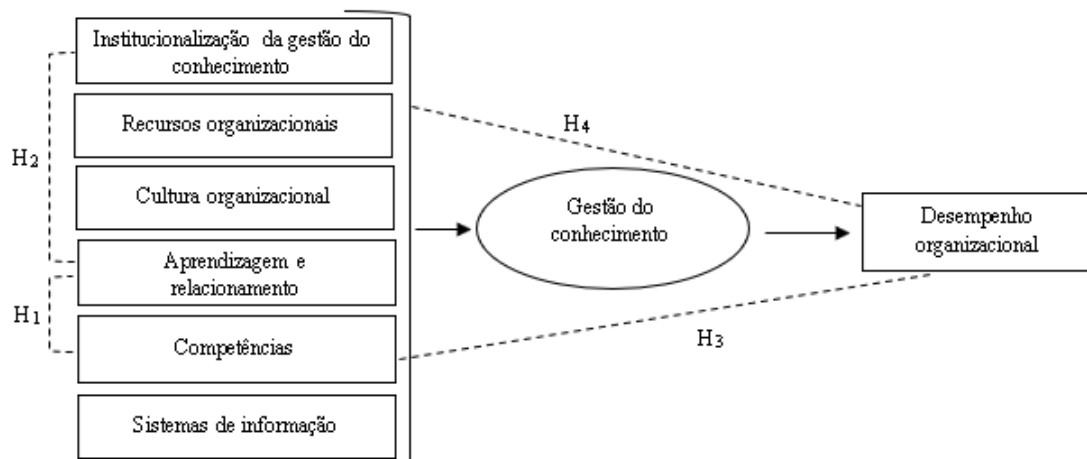 Institucionalização da gestão do
conhecimento
Recursos organizacionais
Cultura organizacional
Aprendizagem e
relacionamento
Competências
Sistemas de informação
H2
H1
H4
Gestão do
conhecimento
H3
Desempenho
organizacional